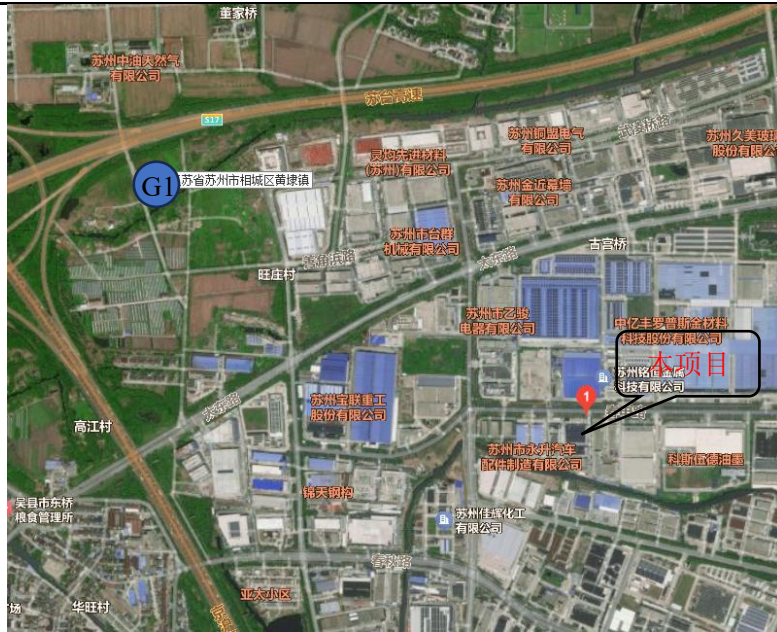 董家桥
苏州中油天然气
有限公司
苏台高速
S17
苏州铜盟电气
有限公司
苏州久美玻璃
股份有限公
灵均先进材料
(苏州)有限公司
G1
苏省苏州市相城区黄埭镇
苏州金近幕墙
有限公司
苏州市台群
机械有限公司
古宫桥
旺庄村
太东路
苏州市乙骏
电器有限公司
中亿丰罗普斯金材料
科技股份有限公司
本项目
苏州铭恒金属
科技有限公司
1
苏州宝联重工
股份有限公司
太东路
高江村
苏州市永升汽车
配件制造有限公司
科斯伍德油墨
锦天钢构
吴县市东桥
粮食管理所
苏州佳辉化工
有限公司
春秋路
亚太小区
华旺村